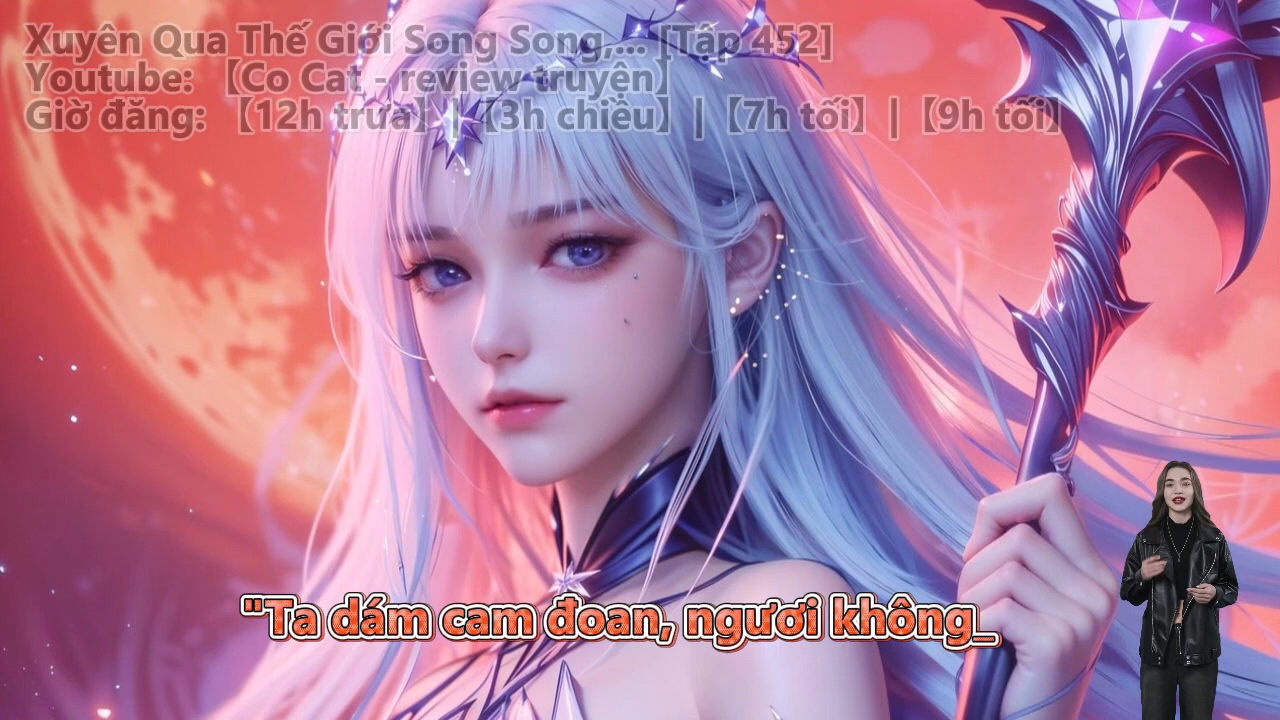 Xuyên Qua Thế Giới Song Song.... [Tập 452]
Youtube: 【Co Cat - review truyện】
Giờ đăng: 【12h trưa】 | 【3h chiều】 | 【7h tối】 | 【9h tối】
"Ta dám cam đoan, ngươi không_